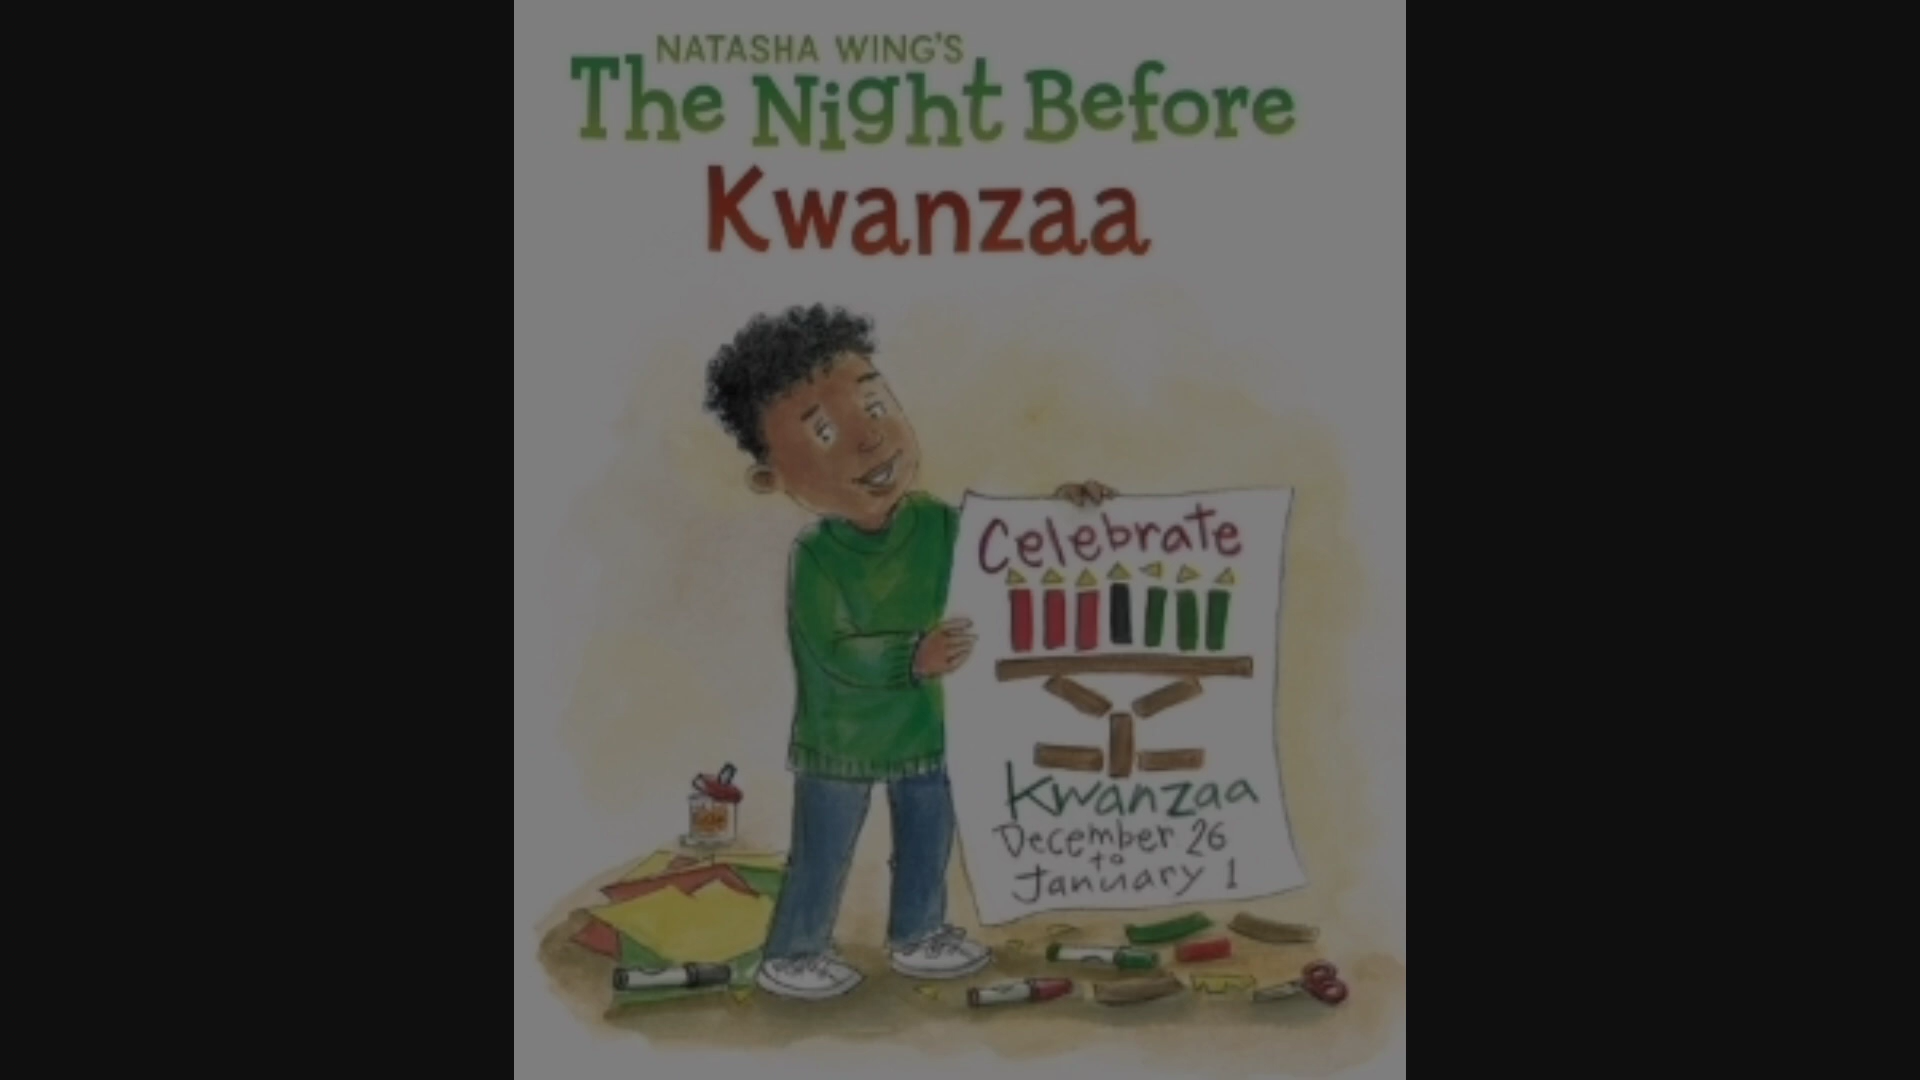 NATASHA WING'S
The Night Before
Kwanzaa
Celebrate
Kwanzaa
December 26
to
January 1